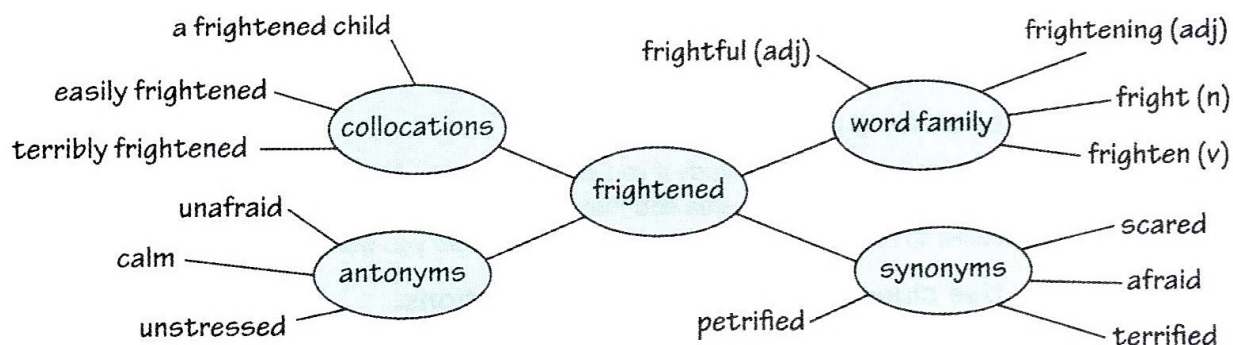 a frightened child
easily frightened
terribly frightened
collocations
frightful (adj)
frightening (adj)
fright (n)
frighten (v)
word family
frightened
unafraid
calm
unstressed
antonyms
synonyms
scared
afraid
terrified
petrified